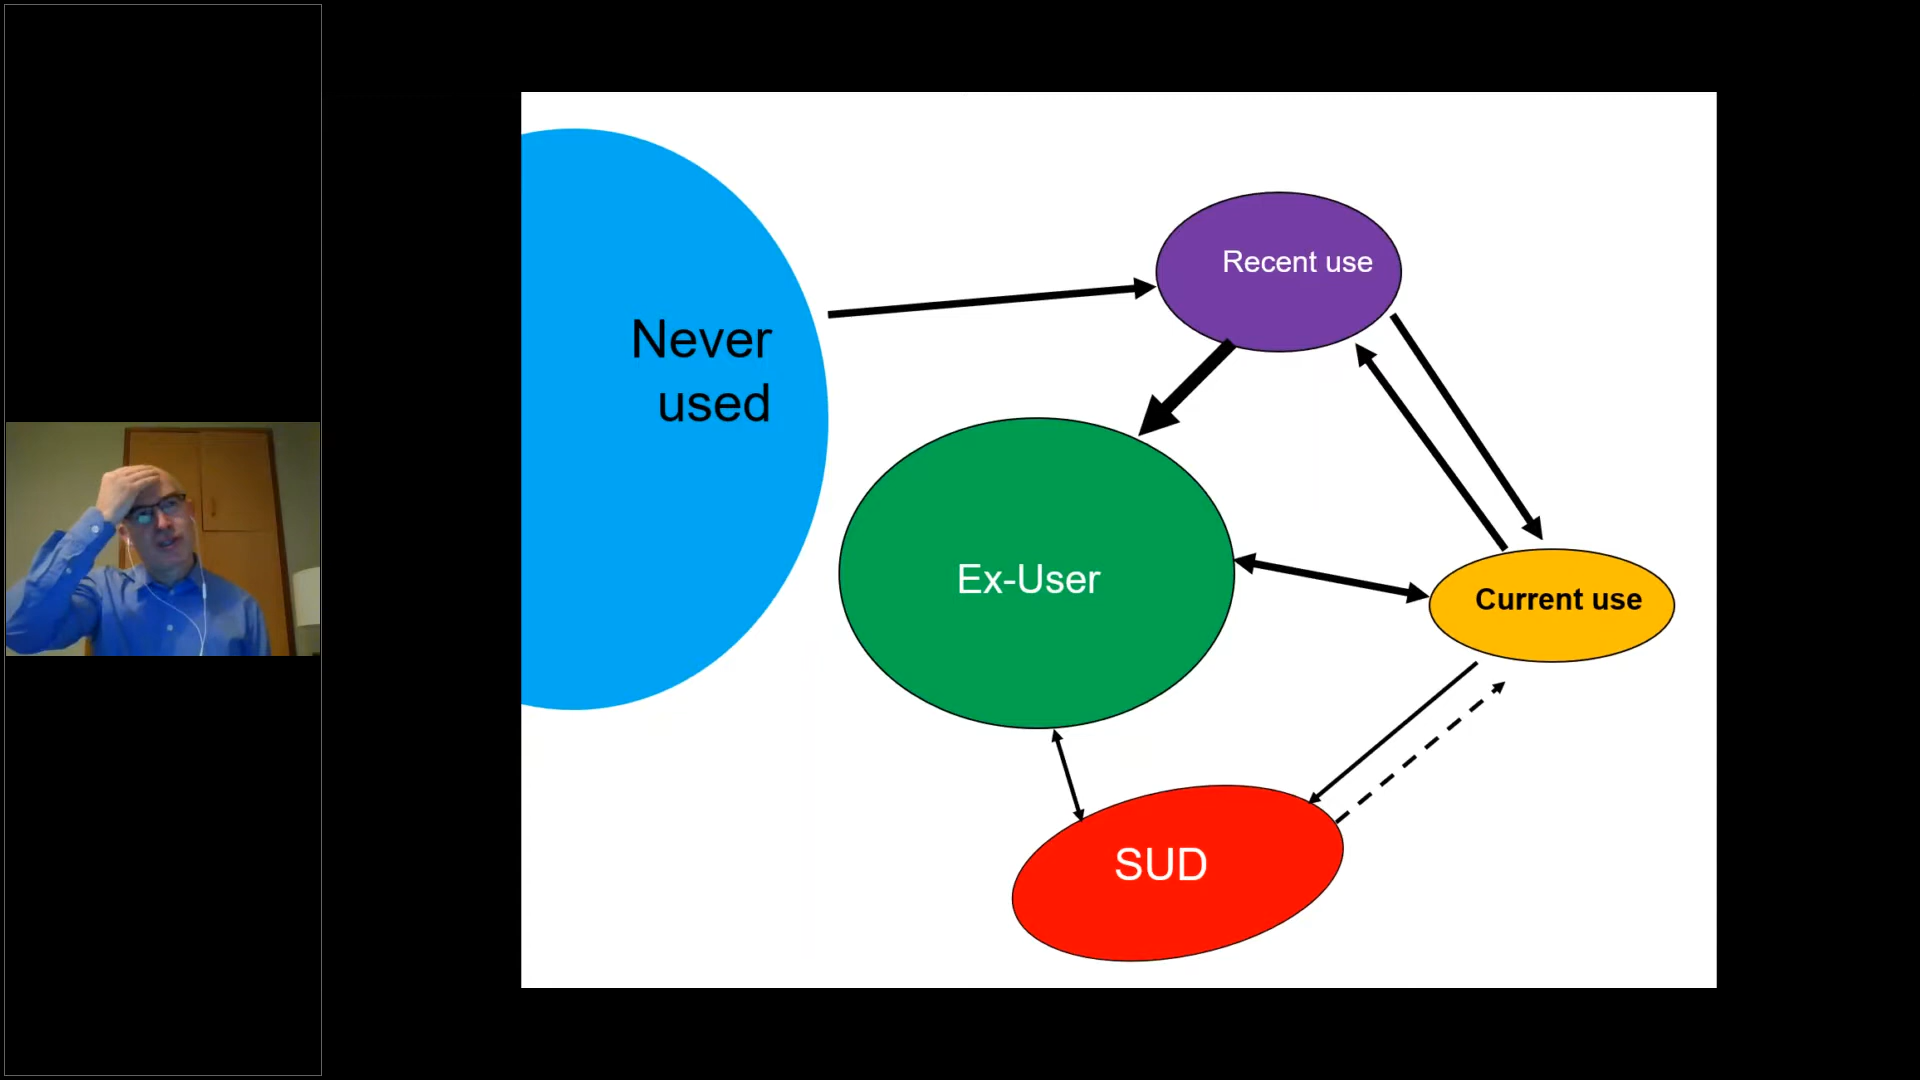 Never
used
Recent use
Ex-User
Current use
SUD